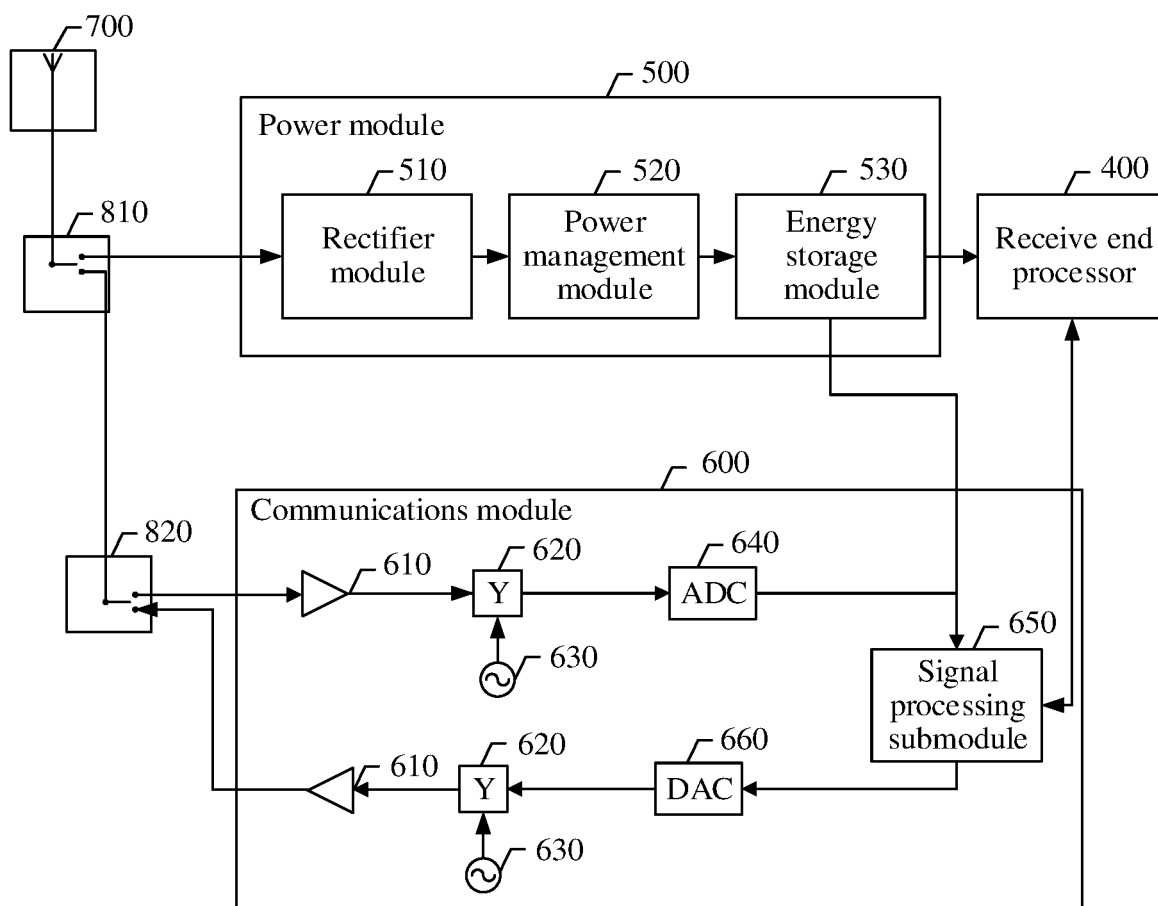 700
500
Power module
510
520
530
400
810
Rectifier
module
Power
management
module
Energy
storage
module
Receive end
processor
600
Communications module
820
610
620
640
Y
ADC
650
630
Signal
processing
submodule
610
620
660
Y
DAC
630